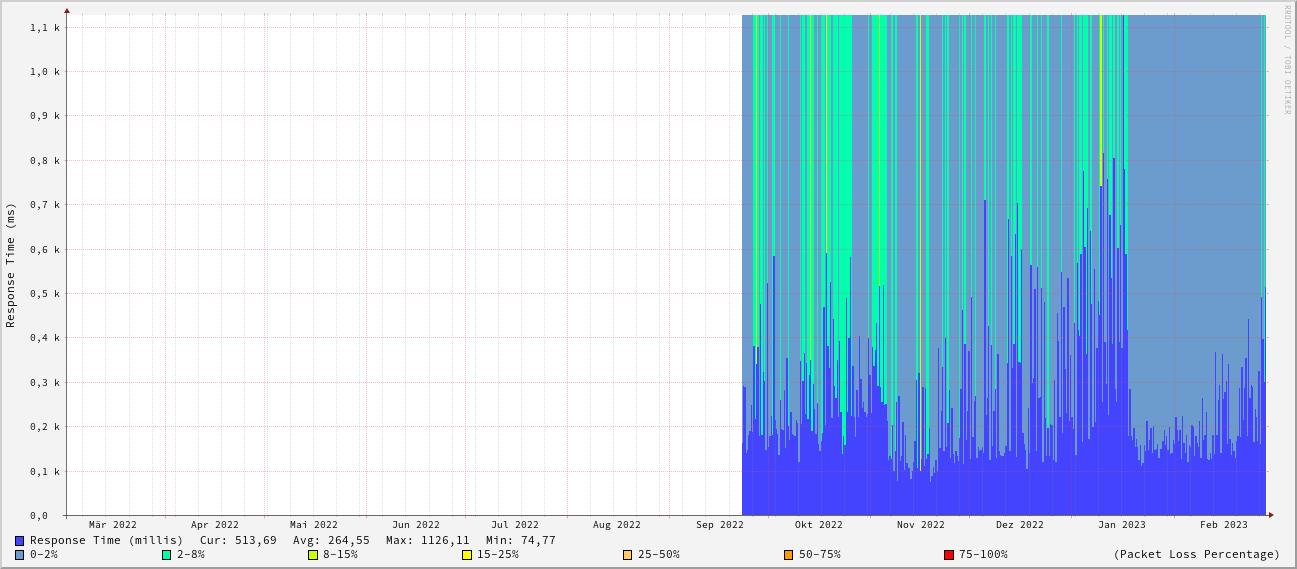 RRDTOOL / TOBI OETIKER
Response Time (ms)
1,1 k
1,0 k
0,9 k
0,8 k
0,7 k
0,6 k
0,5 k
0,4 k
0,3 k
0,2 k
0,1 k
0,0
Mär 2022 Apr 2022 Mai 2022 Jun 2022 Jul 2022 Aug 2022 Sep 2022 Okt 2022 Nov 2022 Dez 2022 Jan 2023 Feb 2023
Response Time (millis) Cur: 513,69 Avg: 264,55 Max: 1126,11 Min: 74,77
0-2% 2-8% 8-15% 15-25% 25-50% 50-75% 75-100% (Packet Loss Percentage)